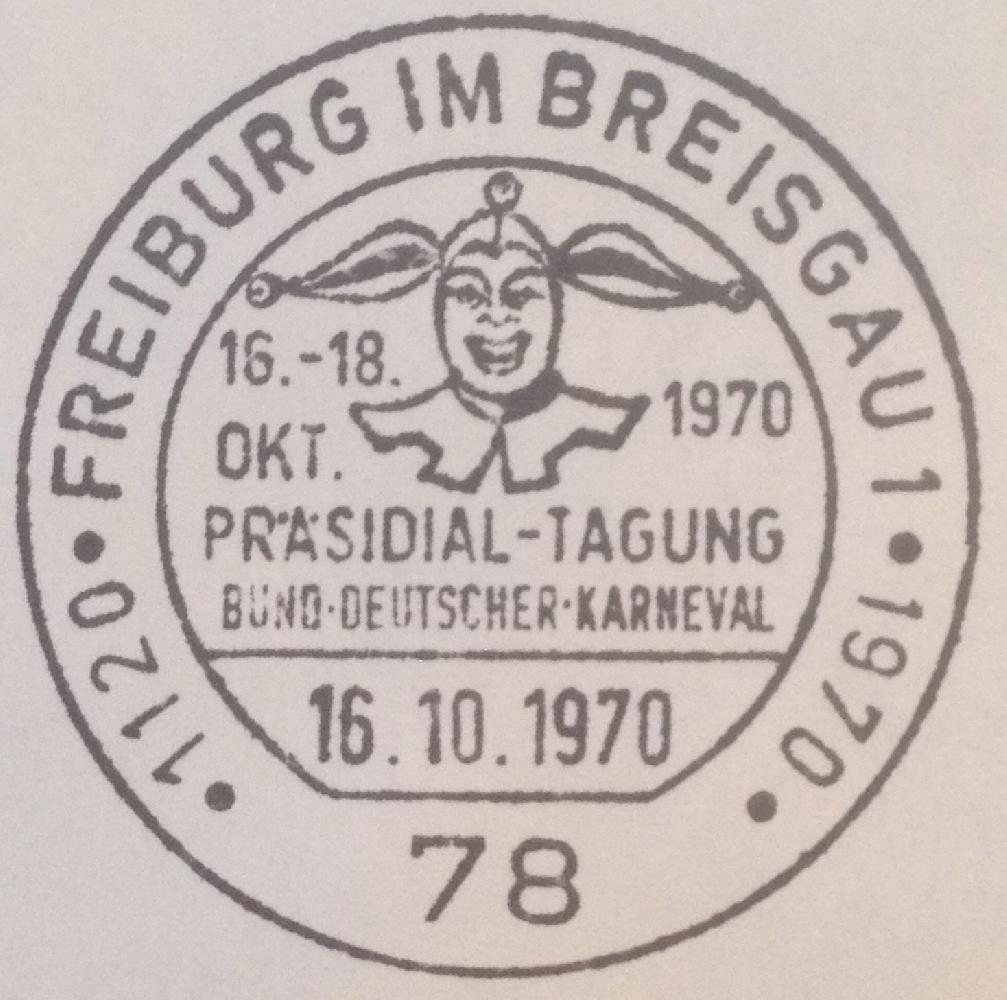 • FREIBURG IM BREISGAU 1 •
1120 • • 1970
16.-18.
OKT.
1970
PRÄSIDIAL-TAGUNG
BUND·DEUTSCHER·KARNEVAL
16.10.1970
78